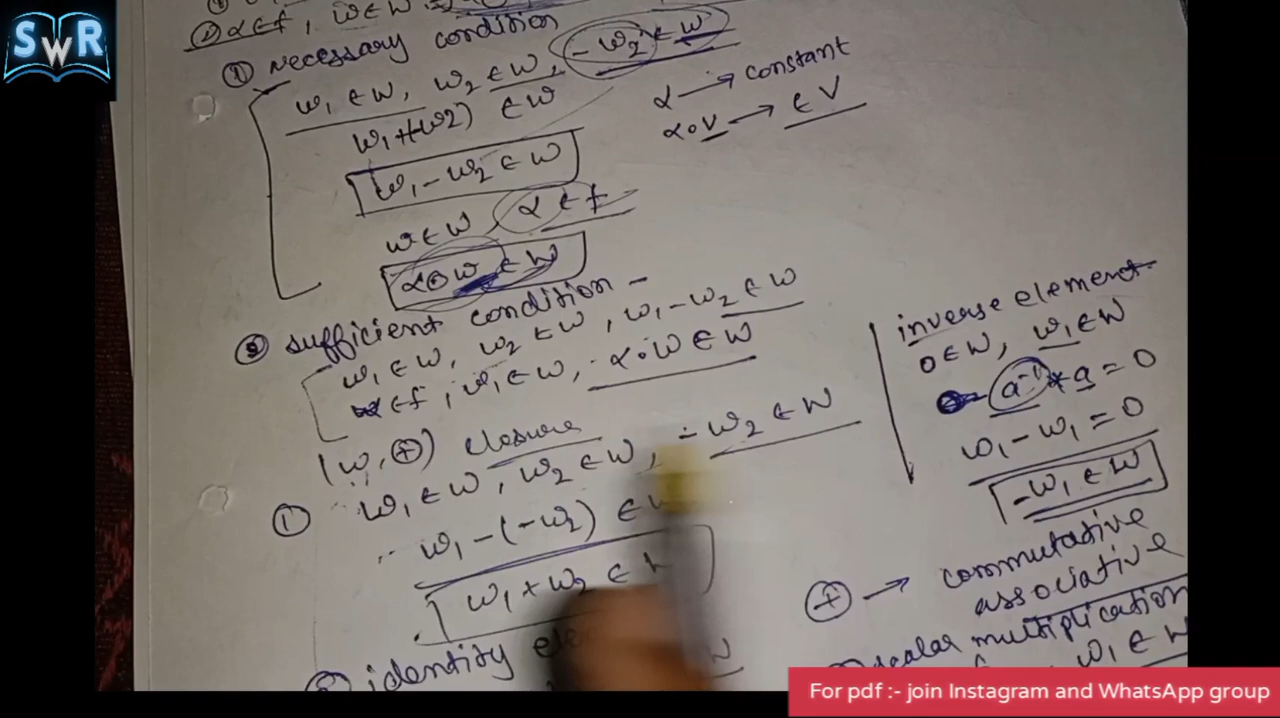 SWR
② α ∈ f, w ∈ W
① necessary condition
w₁ ∈ W, w₂ ∈ W, -w₂ ∈ W
w₁+(-w₂) ∈ W
w₁ - w₂ ∈ W
w ∈ W, α ∈ f
α⊙w ∈ W
α → constant
α∘v → ∈ V
② sufficient condition -
w₁ ∈ W, w₂ ∈ W, w₁-w₂ ∈ W
α ∈ f, w₁ ∈ W, α∘W ∈ W
(W, ⊕) closure
① w₁ ∈ W, w₂ ∈ W, -w₂ ∈ W
w₁-(-w₂) ∈
w₁+w₂ ∈
identity
inverse element-
0 ∈ W, w₁ ∈ W
a⁻¹*a = 0
w₁-w₁ = 0
-w₁ ∈ W
⊕ → commutative
associative
scalar multiplication
w₁ ∈ W
For pdf :- join Instagram and WhatsApp group